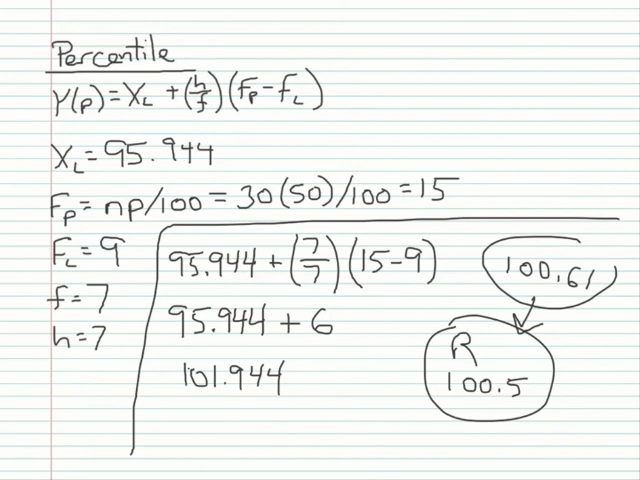 Percentile
Y(p) = X_L + (h/f) (F_p - f_L)
X_L = 95.944
F_p = np/100 = 30(50)/100 = 15
F_L = 9
f = 7
h = 7
95.944 + (7/7) (15-9)
95.944 + 6
101.944
100.61
R
100.5